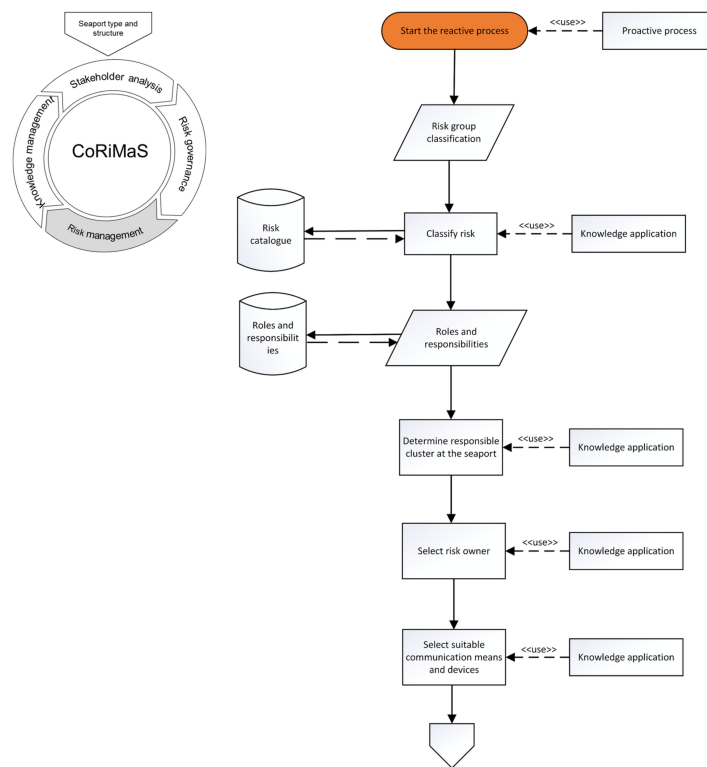 Seaport type and
structure
Stakeholder analysis
Risk governance
Risk management
Knowledge management
CoRiMaS
Start the reactive process
<<use>>
Proactive process
Risk group
classification
Risk
catalogue
Classify risk
<<use>>
Knowledge application
Roles and
responsibilit
ies
Roles and
responsibilities
Determine responsible
cluster at the seaport
<<use>>
Knowledge application
Select risk owner
<<use>>
Knowledge application
Select suitable
communication means
and devices
<<use>>
Knowledge application